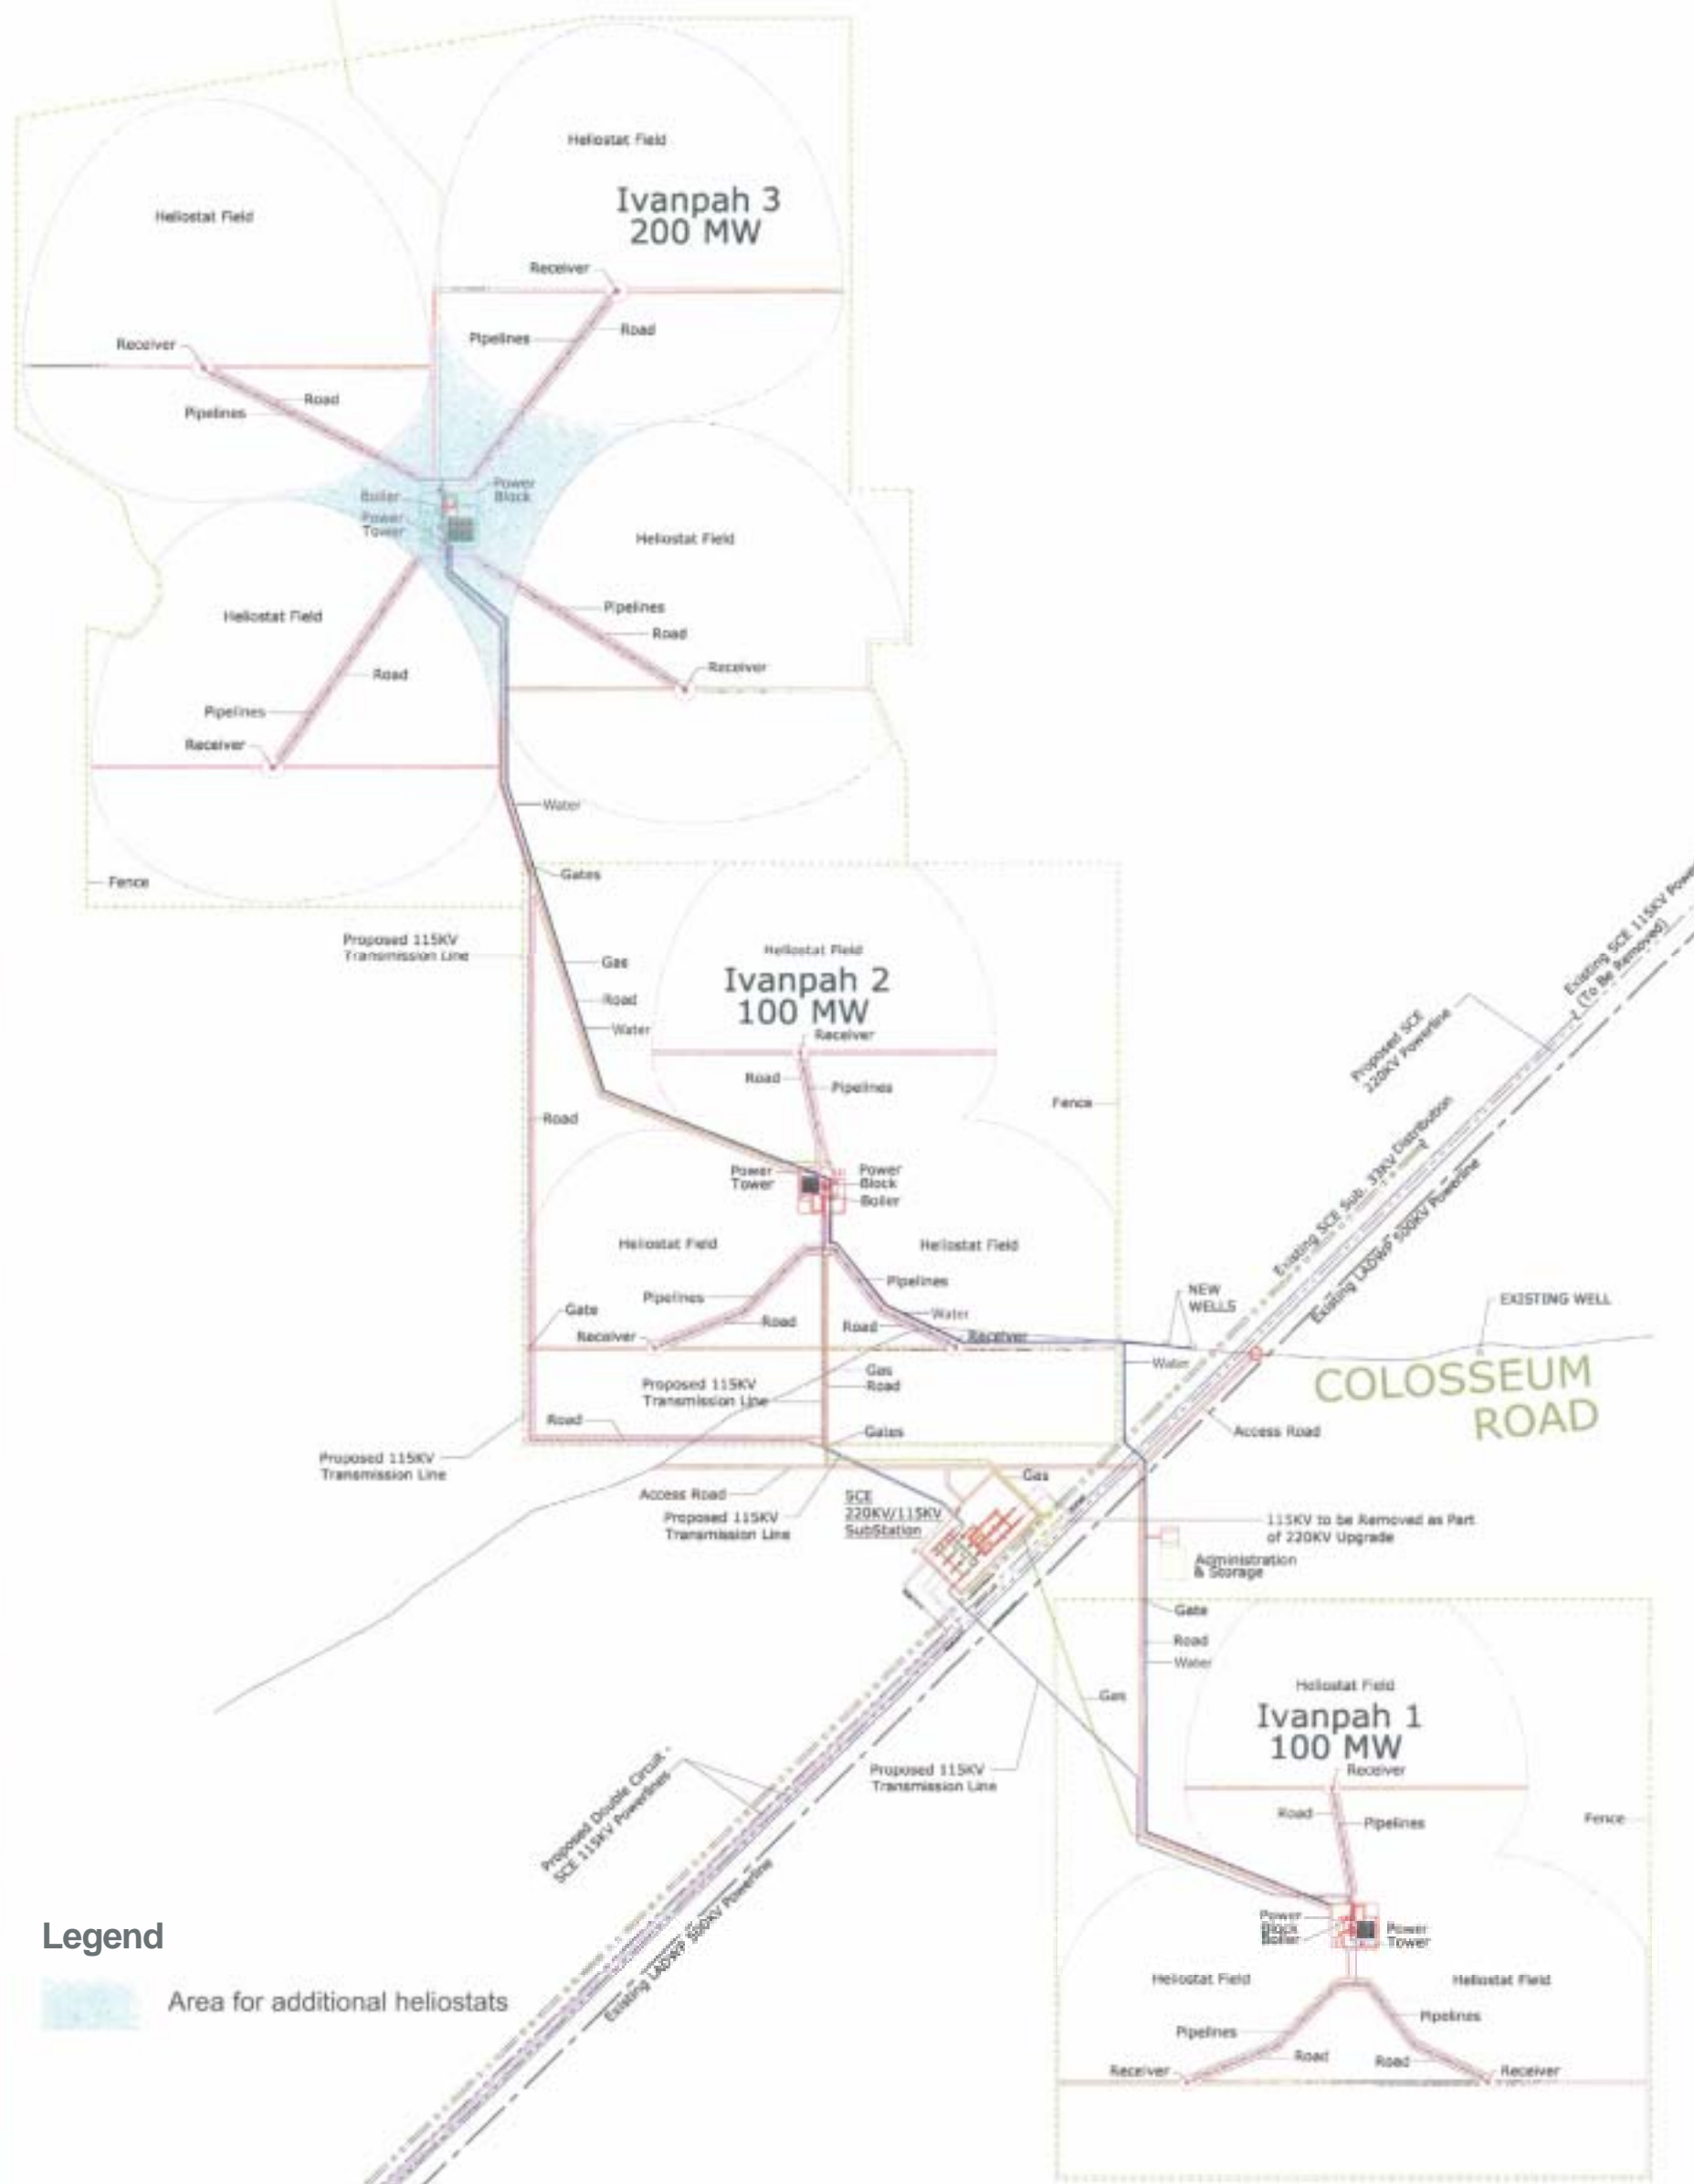 Heliostat Field
Ivanpah 3
200 MW
Heliostat Field
Receiver
Pipelines
Road
Receiver
Road
Pipelines
Boiler
Power
Block
Power
Tower
Heliostat Field
Heliostat Field
Pipelines
Road
Receiver
Road
Pipelines
Receiver
Water
Gates
Fence
Proposed 115KV
Transmission Line
Gas
Road
Water
Heliostat Field
Ivanpah 2
100 MW
Receiver
Road
Pipelines
Fence
Road
Power
Tower
Power
Block
Boiler
Heliostat Field
Heliostat Field
Pipelines
Pipelines
Gate
Water
Road
Road
Receiver
Receiver
Gas
Road
Proposed 115KV
Transmission Line
Road
Gates
Proposed 115KV
Transmission Line
Access Road
Proposed 115KV
Transmission Line
SCE
220KV/115KV
SubStation
Gas
Existing SCE 115KV
(To Be Removed)
Proposed SCE
220KV Powerline
Existing SCE Sub. 33KV Distribution
Existing LADWP 500KV Powerline
NEW
WELLS
EXISTING WELL
Water
COLOSSEUM
ROAD
Access Road
115KV to be Removed as Part
of 220KV Upgrade
Administration
& Storage
Gate
Road
Water
Gas
Proposed 115KV
Transmission Line
Heliostat Field
Ivanpah 1
100 MW
Receiver
Road
Pipelines
Fence
Power
Block
Boiler
Power
Tower
Heliostat Field
Heliostat Field
Pipelines
Pipelines
Road
Road
Receiver
Receiver
Proposed Double Circuit -
SCE 115KV Powerlines
Existing LADWP 500KV Powerline
Legend
Area for additional heliostats